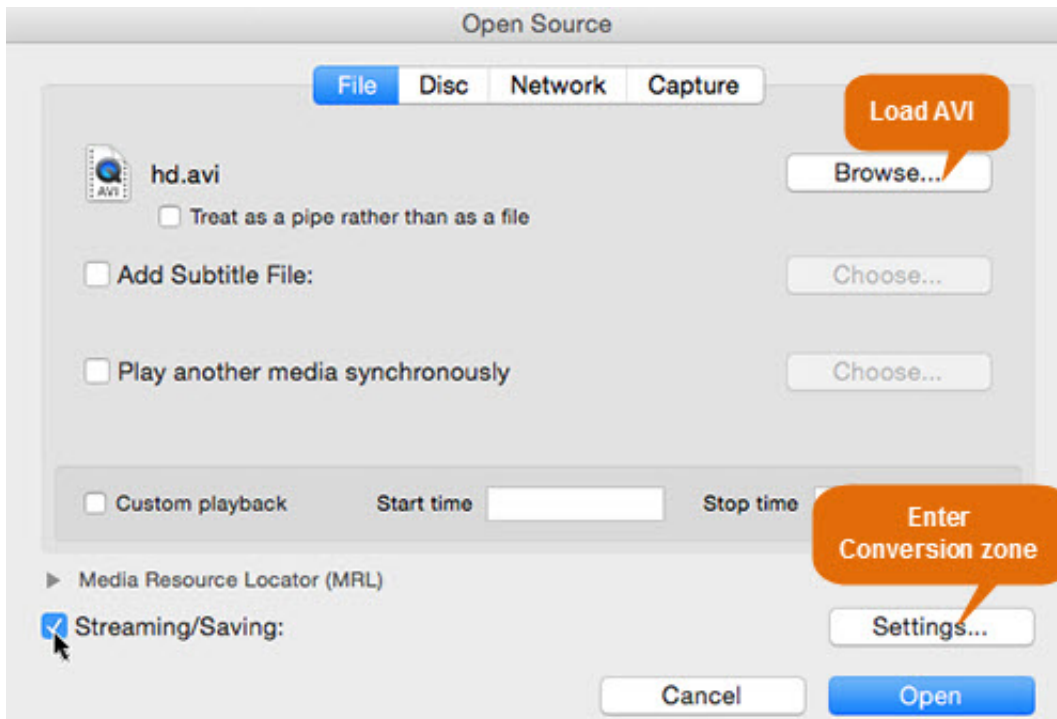 Open Source
File Disc Network Capture
Load AVI
AVI
hd.avi
Browse...
Treat as a pipe rather than as a file
Add Subtitle File:
Choose...
Play another media synchronously
Choose...
Custom playback Start time Stop time
Enter
Conversion zone
Media Resource Locator (MRL)
Streaming/Saving:
Settings...
Cancel Open